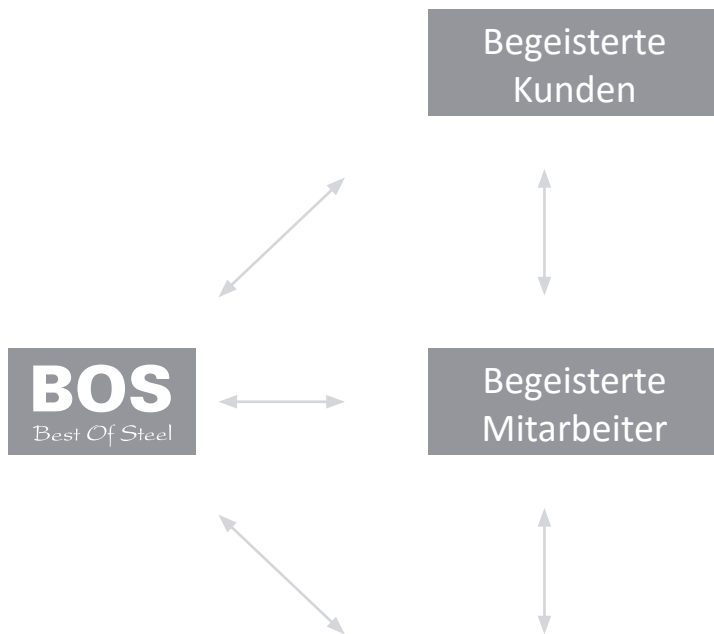 Begeisterte
Kunden
BOS
Best Of Steel
Begeisterte
Mitarbeiter